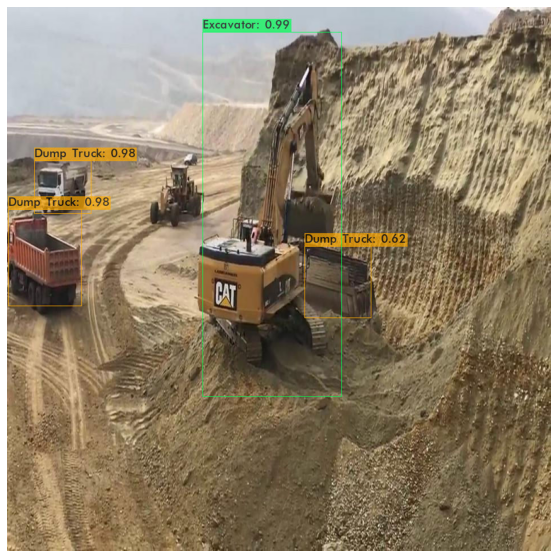 Excavator: 0.99
Dump Truck: 0.98
Dump Truck: 0.98
Dump Truck: 0.62
CAT